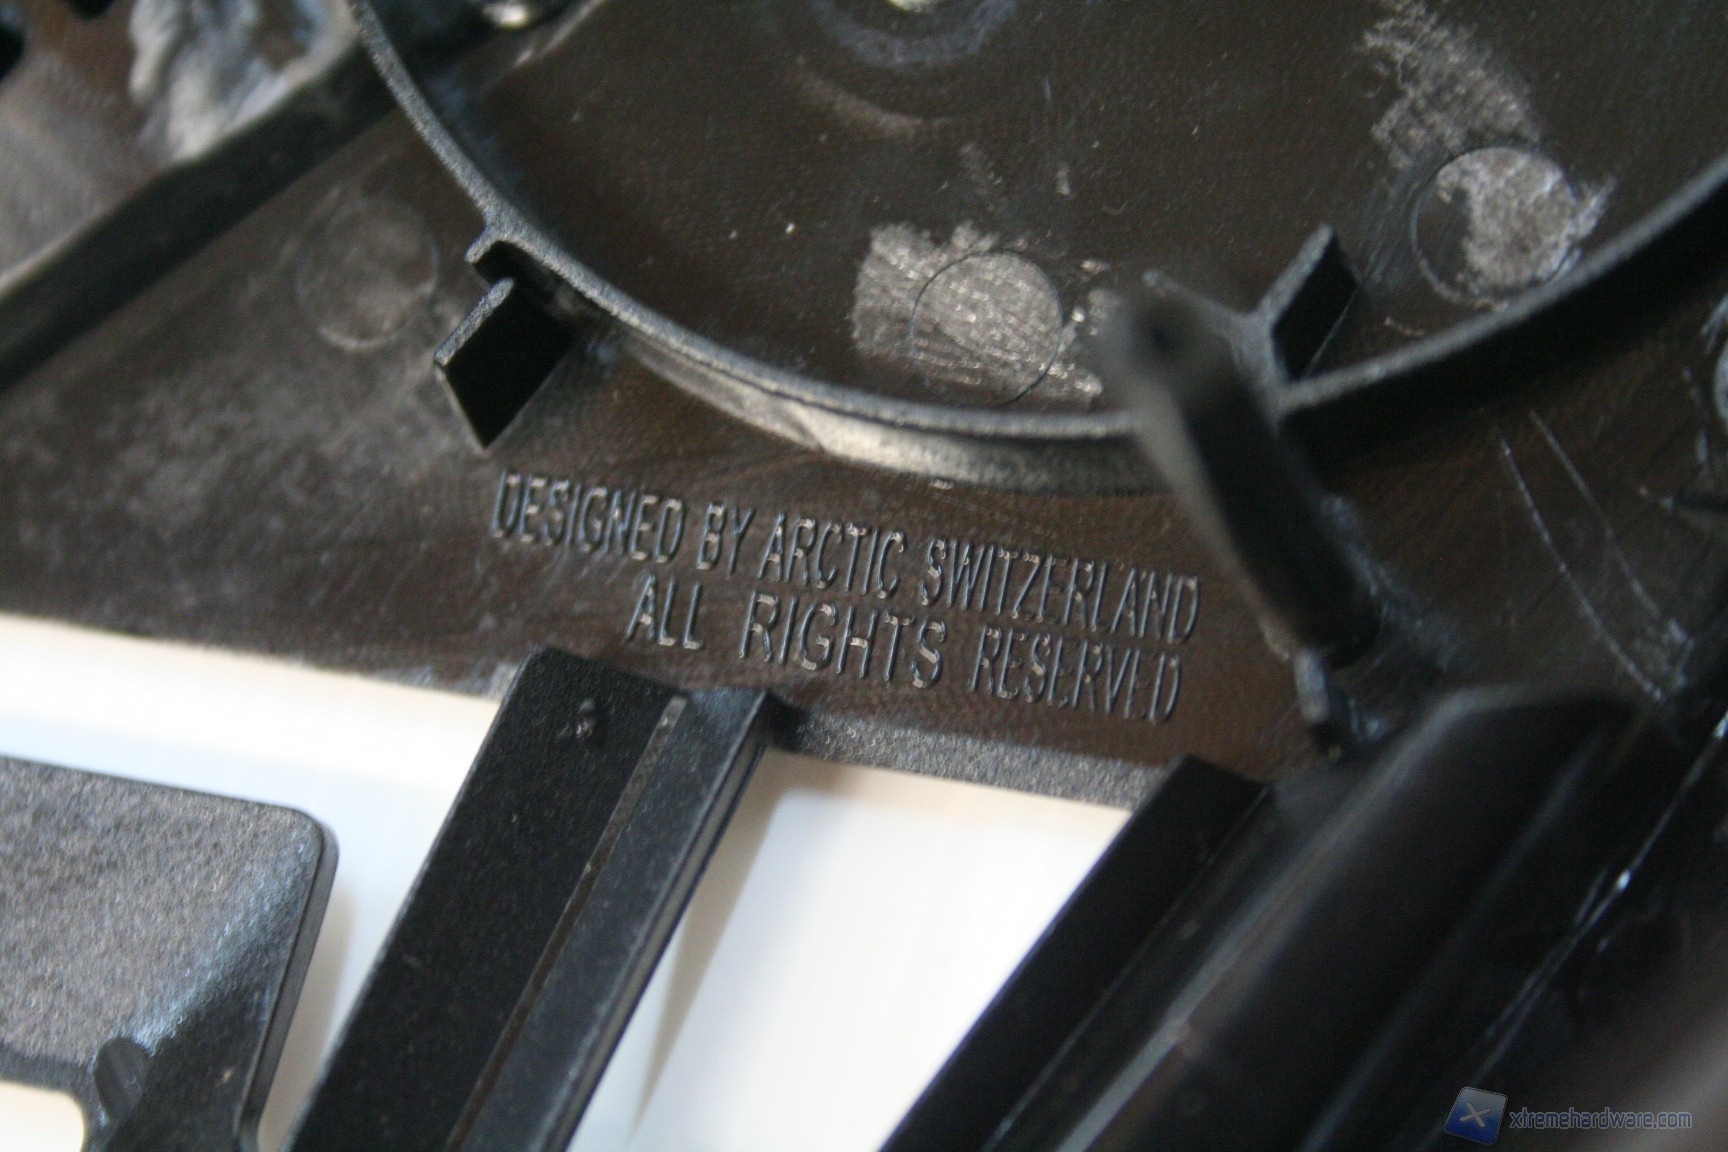 DESIGNED BY ARCTIC SWITZERLAND
ALL RIGHTS RESERVED
xtremehardware.com